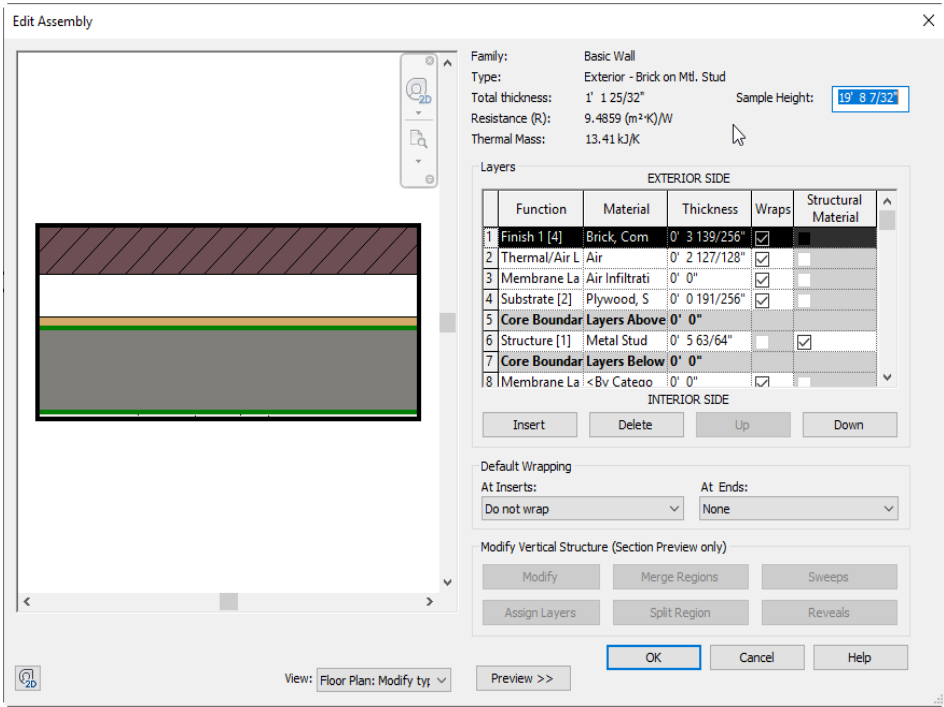 Edit Assembly
2D
Family: Basic Wall
Type: Exterior - Brick on Mtl. Stud
Total thickness: 1' 1 25/32" Sample Height: 19' 8 7/32"
Resistance (R): 9.4859 (m²·K)/W
Thermal Mass: 13.41 kJ/K
Layers
EXTERIOR SIDE
Function Material Thickness Wraps Structural Material
1 Finish 1 [4] Brick, Com 0' 3 139/256"
2 Thermal/Air L Air 0' 2 127/128"
3 Membrane La Air Infiltrati 0' 0"
4 Substrate [2] Plywood, S 0' 0 191/256"
5 Core Boundar Layers Above 0' 0"
6 Structure [1] Metal Stud 0' 5 63/64"
7 Core Boundar Layers Below 0' 0"
8 Membrane La <By Catego 0' 0"
INTERIOR SIDE
Insert Delete Up Down
Default Wrapping
At Inserts: At Ends:
Do not wrap None
Modify Vertical Structure (Section Preview only)
Modify Merge Regions Sweeps
Assign Layers Split Region Reveals
OK Cancel Help
2D View: Floor Plan: Modify typ Preview >>